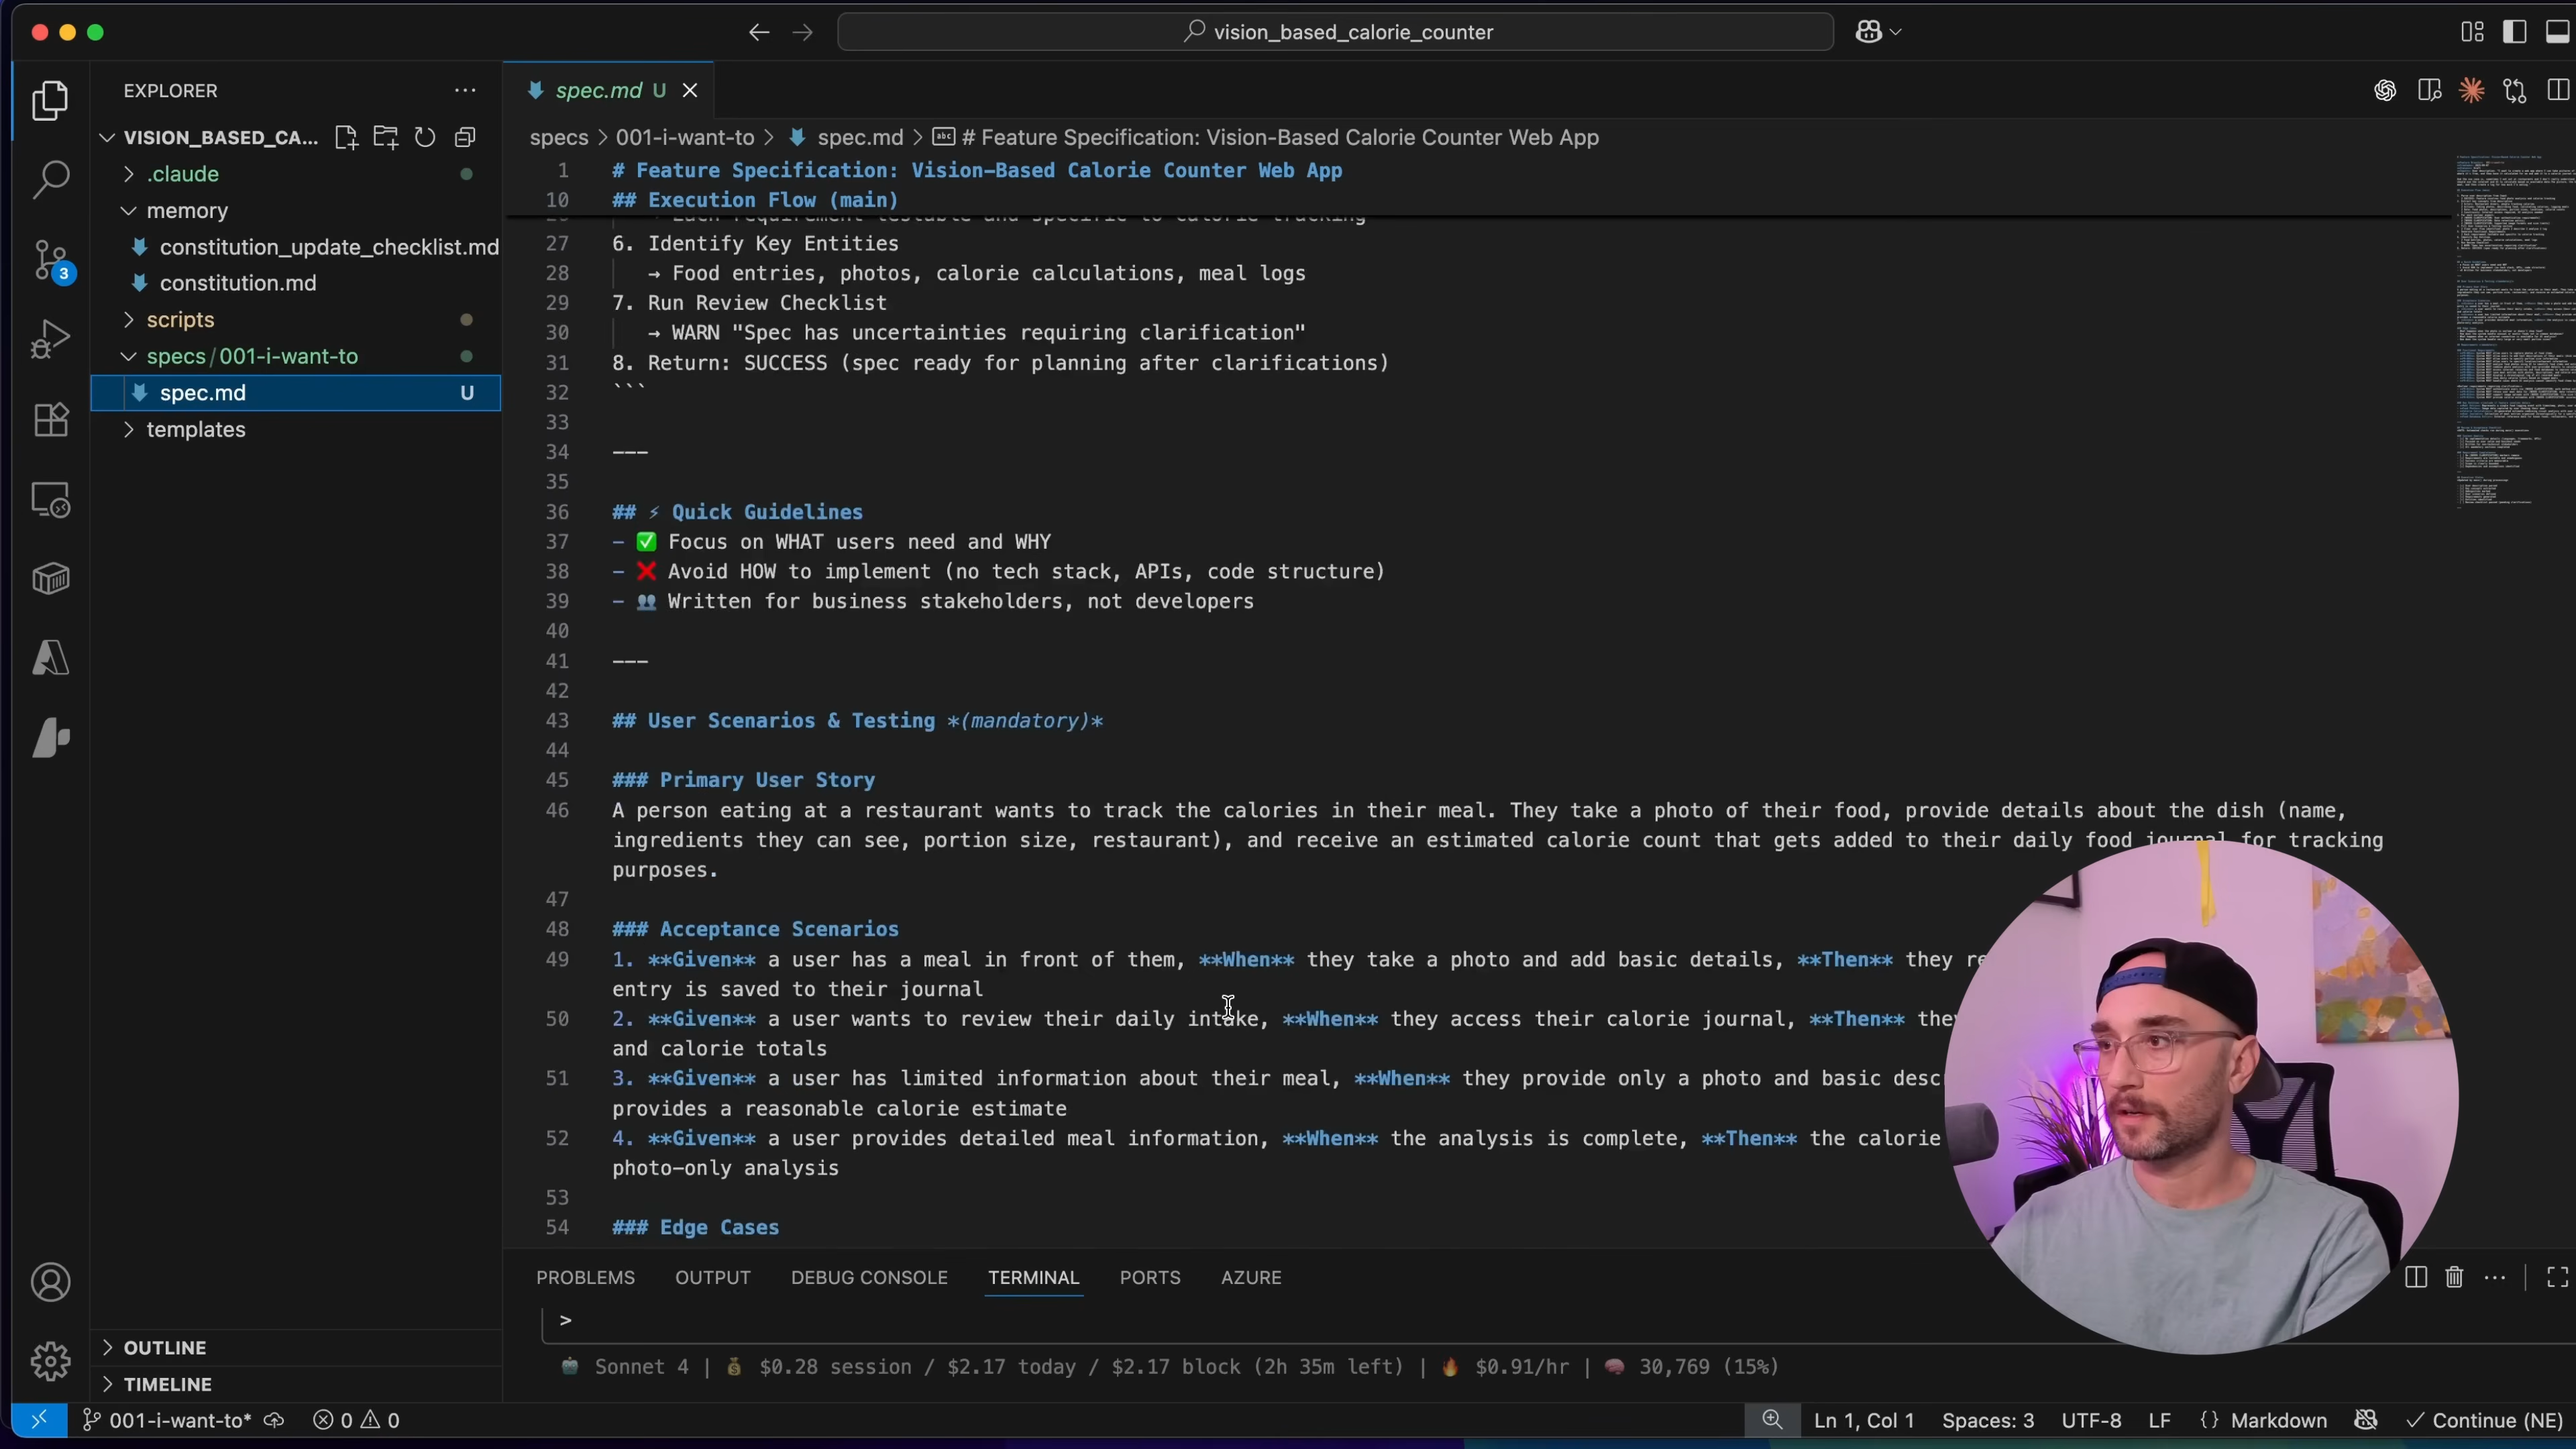 vision_based_calorie_counter
EXPLORER
spec.md U
VISION_BASED_CA...
specs > 001-i-want-to > spec.md > # Feature Specification: Vision-Based Calorie Counter Web App
.claude
memory
constitution_update_checklist.md
constitution.md
scripts
specs/001-i-want-to
spec.md U
templates
3
1 # Feature Specification: Vision-Based Calorie Counter Web App
10 ## Execution Flow (main)
Each requirement testable and specific to calorie tracking
27 6. Identify Key Entities
28 → Food entries, photos, calorie calculations, meal logs
29 7. Run Review Checklist
30 → WARN "Spec has uncertainties requiring clarification"
31 8. Return: SUCCESS (spec ready for planning after clarifications)
32 ```
33
34 ---
35
36 ## ⚡ Quick Guidelines
37 - ✅ Focus on WHAT users need and WHY
38 - ❌ Avoid HOW to implement (no tech stack, APIs, code structure)
39 - 👥 Written for business stakeholders, not developers
40
41 ---
42
43 ## User Scenarios & Testing *(mandatory)*
44
45 ### Primary User Story
46 A person eating at a restaurant wants to track the calories in their meal. They take a photo of their food, provide details about the dish (name,
ingredients they can see, portion size, restaurant), and receive an estimated calorie count that gets added to their daily food journal for tracking
purposes.
47
48 ### Acceptance Scenarios
49 1. **Given** a user has a meal in front of them, **When** they take a photo and add basic details, **Then** they
entry is saved to their journal
50 2. **Given** a user wants to review their daily intake, **When** they access their calorie journal, **Then**
and calorie totals
51 3. **Given** a user has limited information about their meal, **When** they provide only a photo and basic
provides a reasonable calorie estimate
52 4. **Given** a user provides detailed meal information, **When** the analysis is complete, **Then** the calorie
photo-only analysis
53
54 ### Edge Cases
PROBLEMS OUTPUT DEBUG CONSOLE TERMINAL PORTS AZURE
>
Sonnet 4 | 💰 $0.28 session / $2.17 today / $2.17 block (2h 35m left) | 🔥 $0.91/hr | 🧠 30,769 (15%)
OUTLINE
TIMELINE
001-i-want-to* 0 0 Ln 1, Col 1 Spaces: 3 UTF-8 LF {} Markdown Continue (NE)